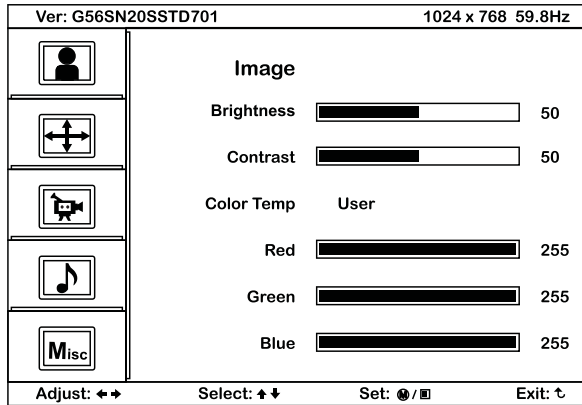 Ver: G56SN20SSTD701 1024 x 768 59.8Hz
Image
Brightness 50
Contrast 50
Color Temp User
Red 255
Green 255
Blue 255
Misc
Adjust: Select: Set: M / Exit: